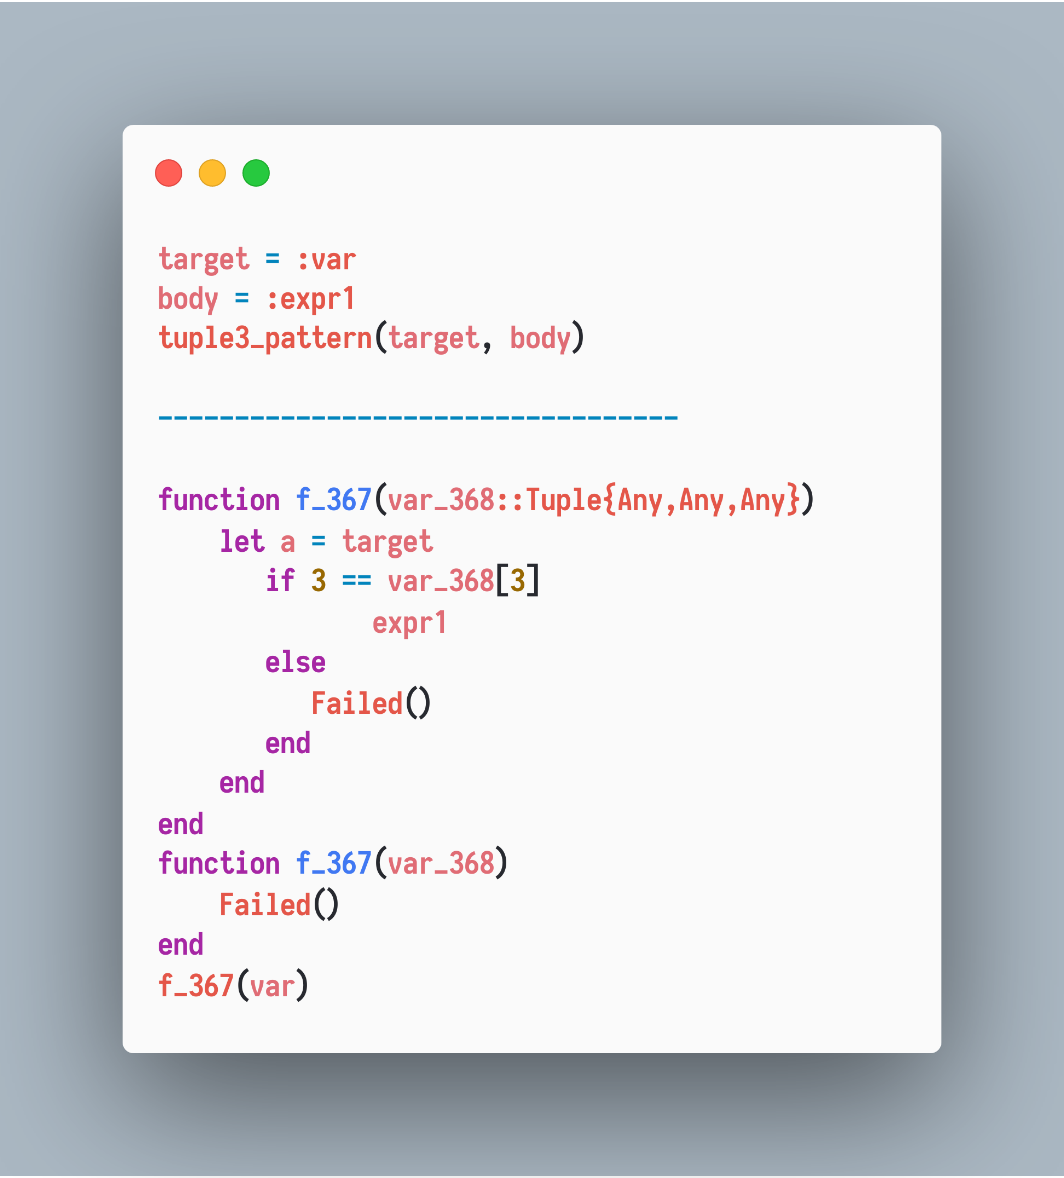 target = :var
body = :expr1
tuple3_pattern(target, body)
----------------------------------
function f_367(var_368::Tuple{Any,Any,Any})
    let a = target
       if 3 == var_368[3]
              expr1
       else
          Failed()
       end
    end
end
function f_367(var_368)
    Failed()
end
f_367(var)